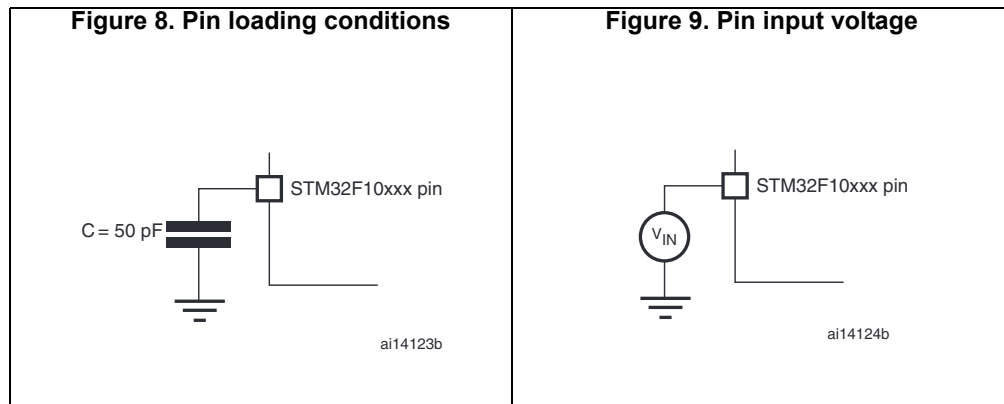 Figure 8. Pin loading conditions
STM32F10xxx pin
C = 50 pF
ai14123b
Figure 9. Pin input voltage
STM32F10xxx pin
VIN
ai14124b